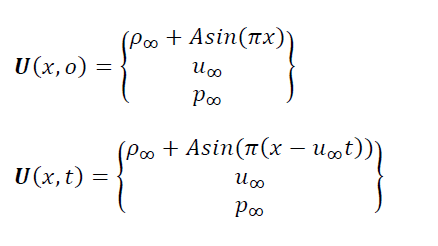 ρ∞ + Asin(πx)
U(x, o) = { u∞ }
p∞
ρ∞ + Asin(π(x − u∞t))
U(x, t) = { u∞ }
p∞